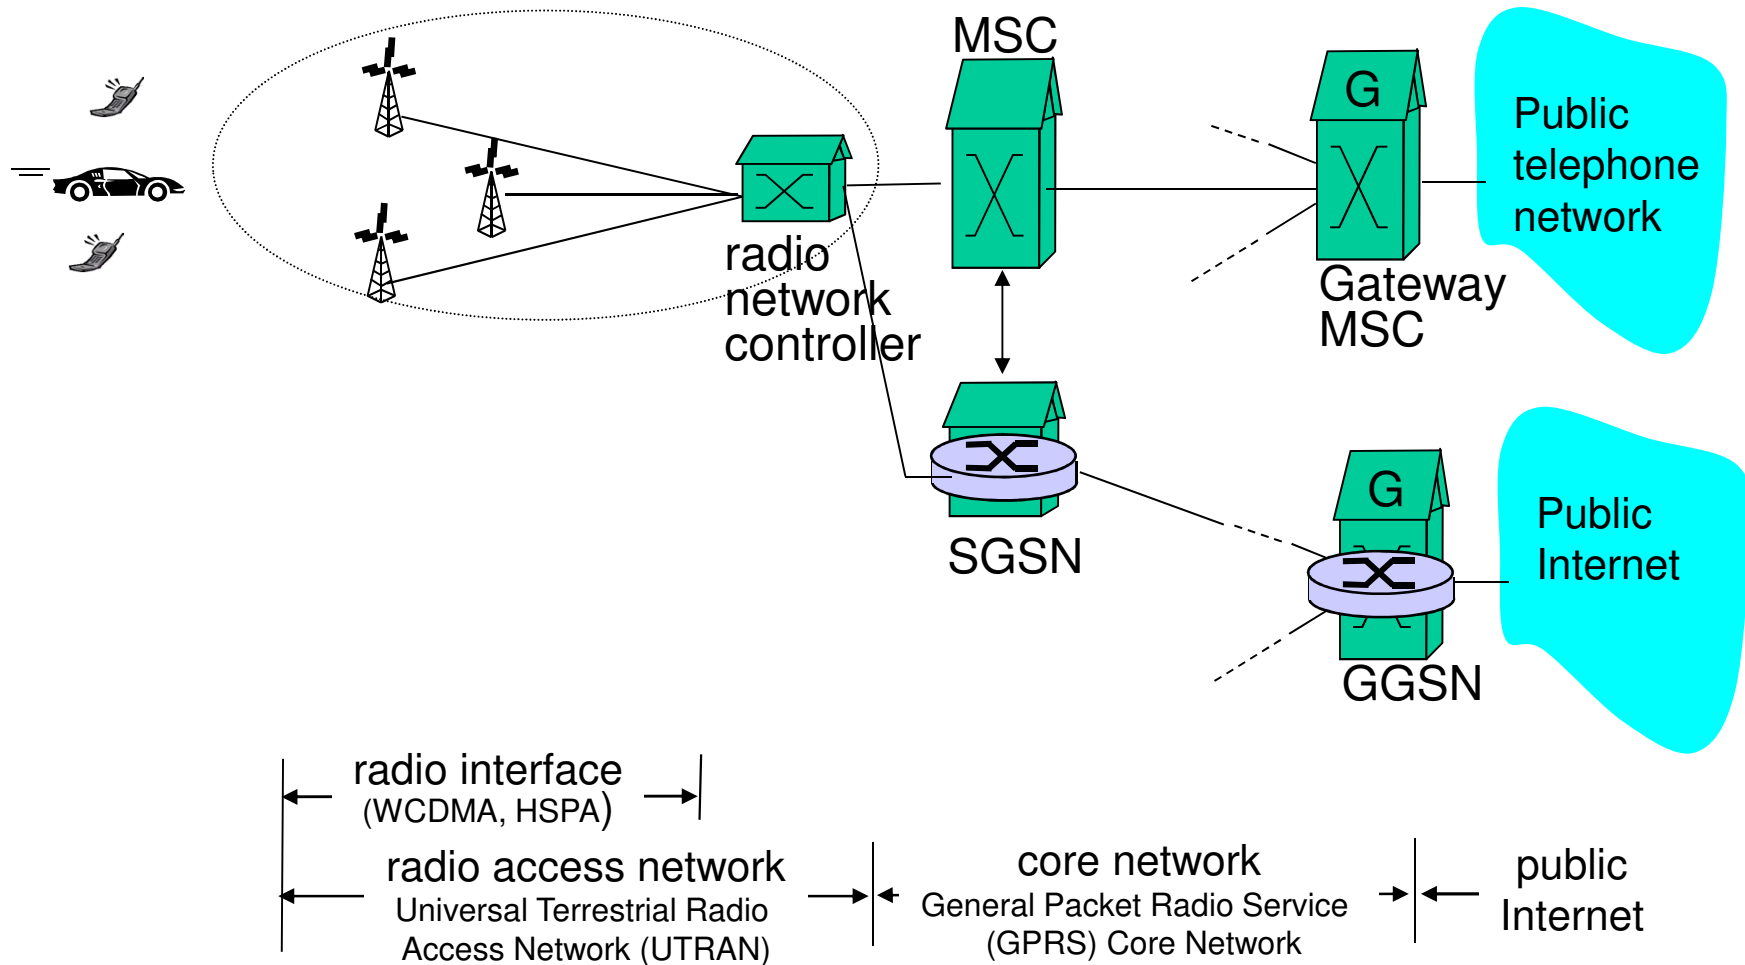 MSC
G
Public
telephone
network
radio
network
controller
Gateway
MSC
G
Public
Internet
SGSN
GGSN
radio interface
(WCDMA, HSPA)
radio access network
Universal Terrestrial Radio
Access Network (UTRAN)
core network
General Packet Radio Service
(GPRS) Core Network
public
Internet